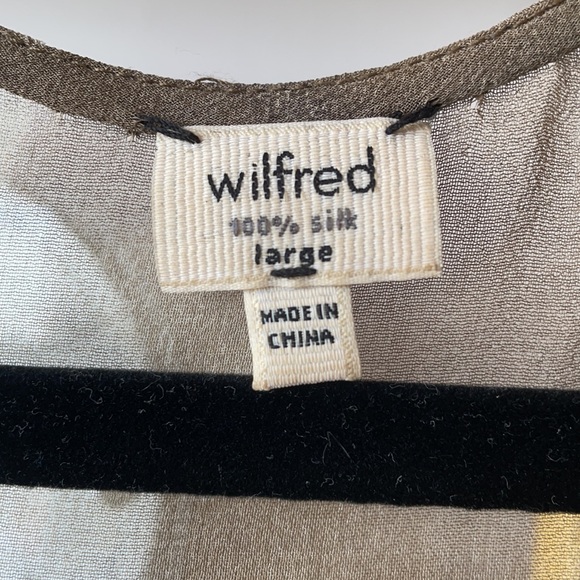 wilfred
100% silk
large
MADE IN
CHINA